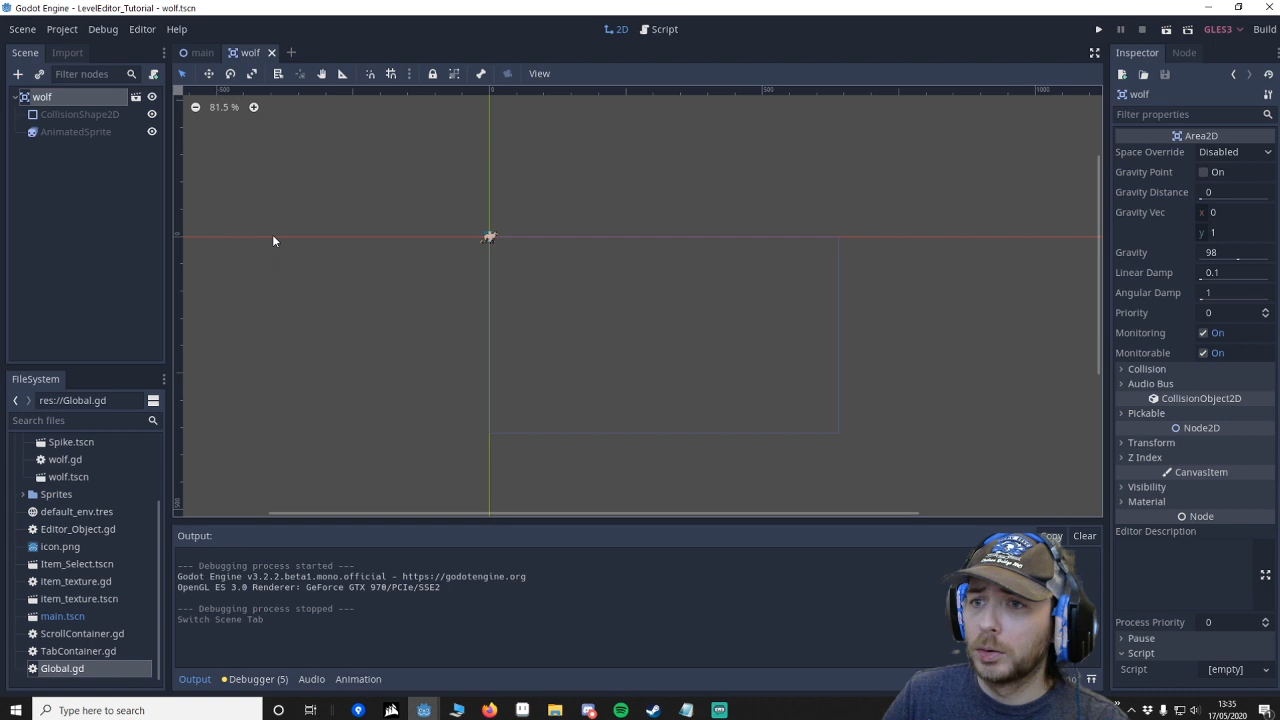 Godot Engine - LevelEditor_Tutorial - wolf.tscn
Scene Project Debug Editor Help
2D Script
GLES3 Build
Scene Import
main wolf
Inspector Node
Filter nodes
View
wolf
CollisionShape2D
AnimatedSprite
-500 0 500 1000
81.5 %
0
500
wolf
Filter properties
Area2D
Space Override Disabled
Gravity Point On
Gravity Distance 0
Gravity Vec x 0
y 1
Gravity 98
Linear Damp 0.1
Angular Damp 1
Priority 0
Monitoring On
Monitorable On
Collision
Audio Bus
CollisionObject2D
Pickable
Node2D
Transform
Z Index
CanvasItem
Visibility
Material
Node
Editor Description
Process Priority 0
Pause
Script
Script [empty]
FileSystem
res://Global.gd
Search files
Spike.tscn
wolf.gd
wolf.tscn
Sprites
default_env.tres
Editor_Object.gd
icon.png
Item_Select.tscn
Item_texture.gd
Item_texture.tscn
main.tscn
ScrollContainer.gd
TabContainer.gd
Global.gd
Output:
Copy Clear
--- Debugging process started ---
Godot Engine v3.2.2.beta1.mono.official - https://godotengine.org
OpenGL ES 3.0 Renderer: GeForce GTX 970/PCIe/SSE2
--- Debugging process stopped ---
Switch Scene Tab
Output Debugger (5) Audio Animation
Type here to search
13:35
17/05/2020